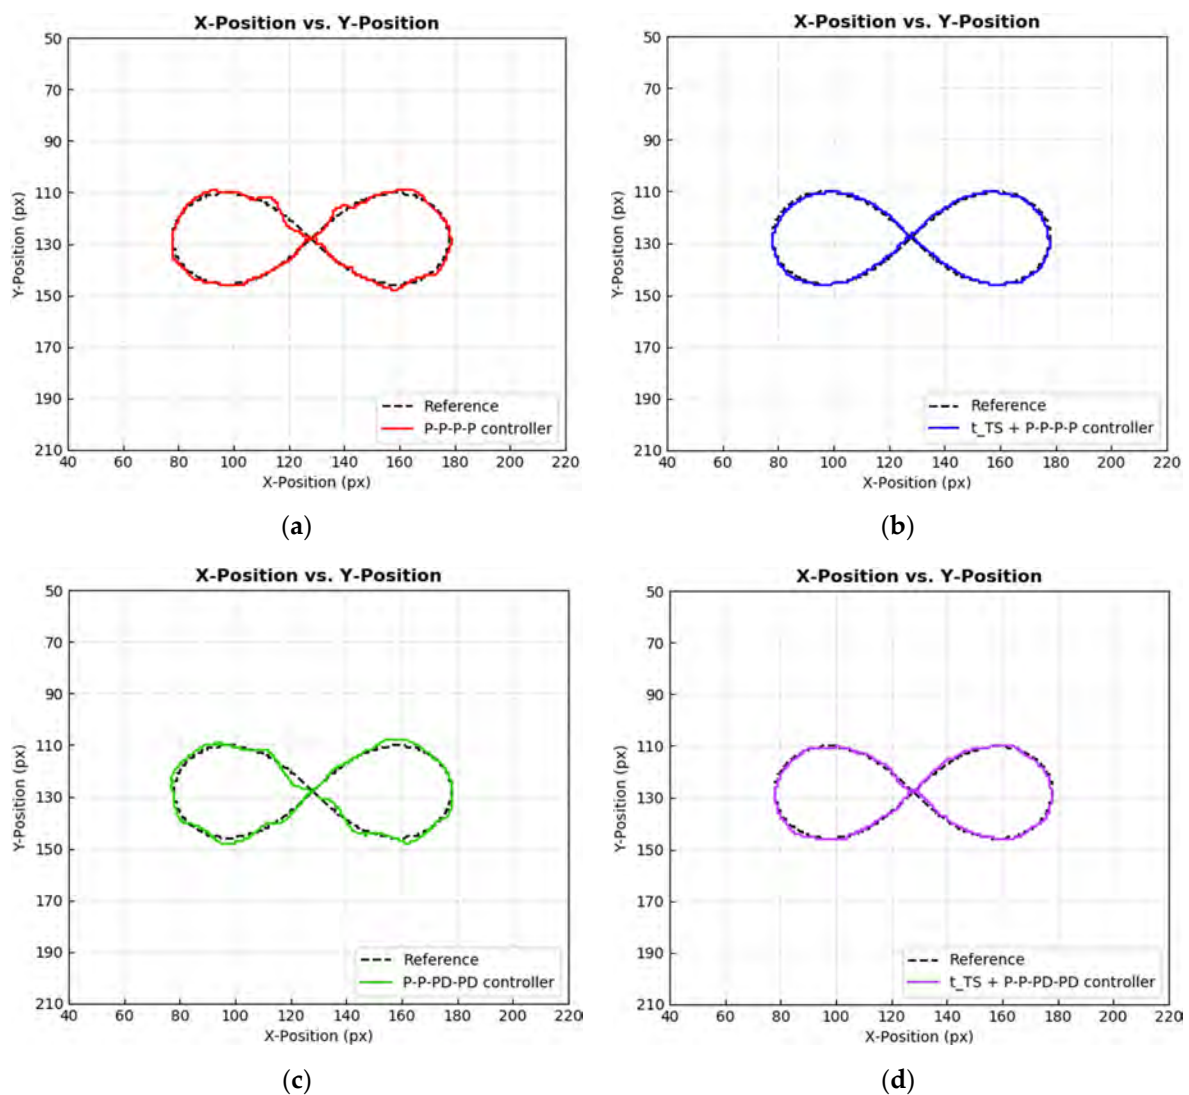 X-Position vs. Y-Position
50
70
90
110
130
150
170
190
210
Y-Position (px)
Reference
P-P-P-P controller
40 60 80 100 120 140 160 180 200 220
X-Position (px)
(a)
X-Position vs. Y-Position
50
70
90
110
130
150
170
190
210
Y-Position (px)
Reference
t_TS + P-P-P-P controller
40 60 80 100 120 140 160 180 200 220
X-Position (px)
(b)
X-Position vs. Y-Position
50
70
90
110
130
150
170
190
210
Y-Position (px)
Reference
P-P-PD-PD controller
40 60 80 100 120 140 160 180 200 220
X-Position (px)
(c)
X-Position vs. Y-Position
50
70
90
110
130
150
170
190
210
Y-Position (px)
Reference
t_TS + P-P-PD-PD controller
40 60 80 100 120 140 160 180 200 220
X-Position (px)
(d)